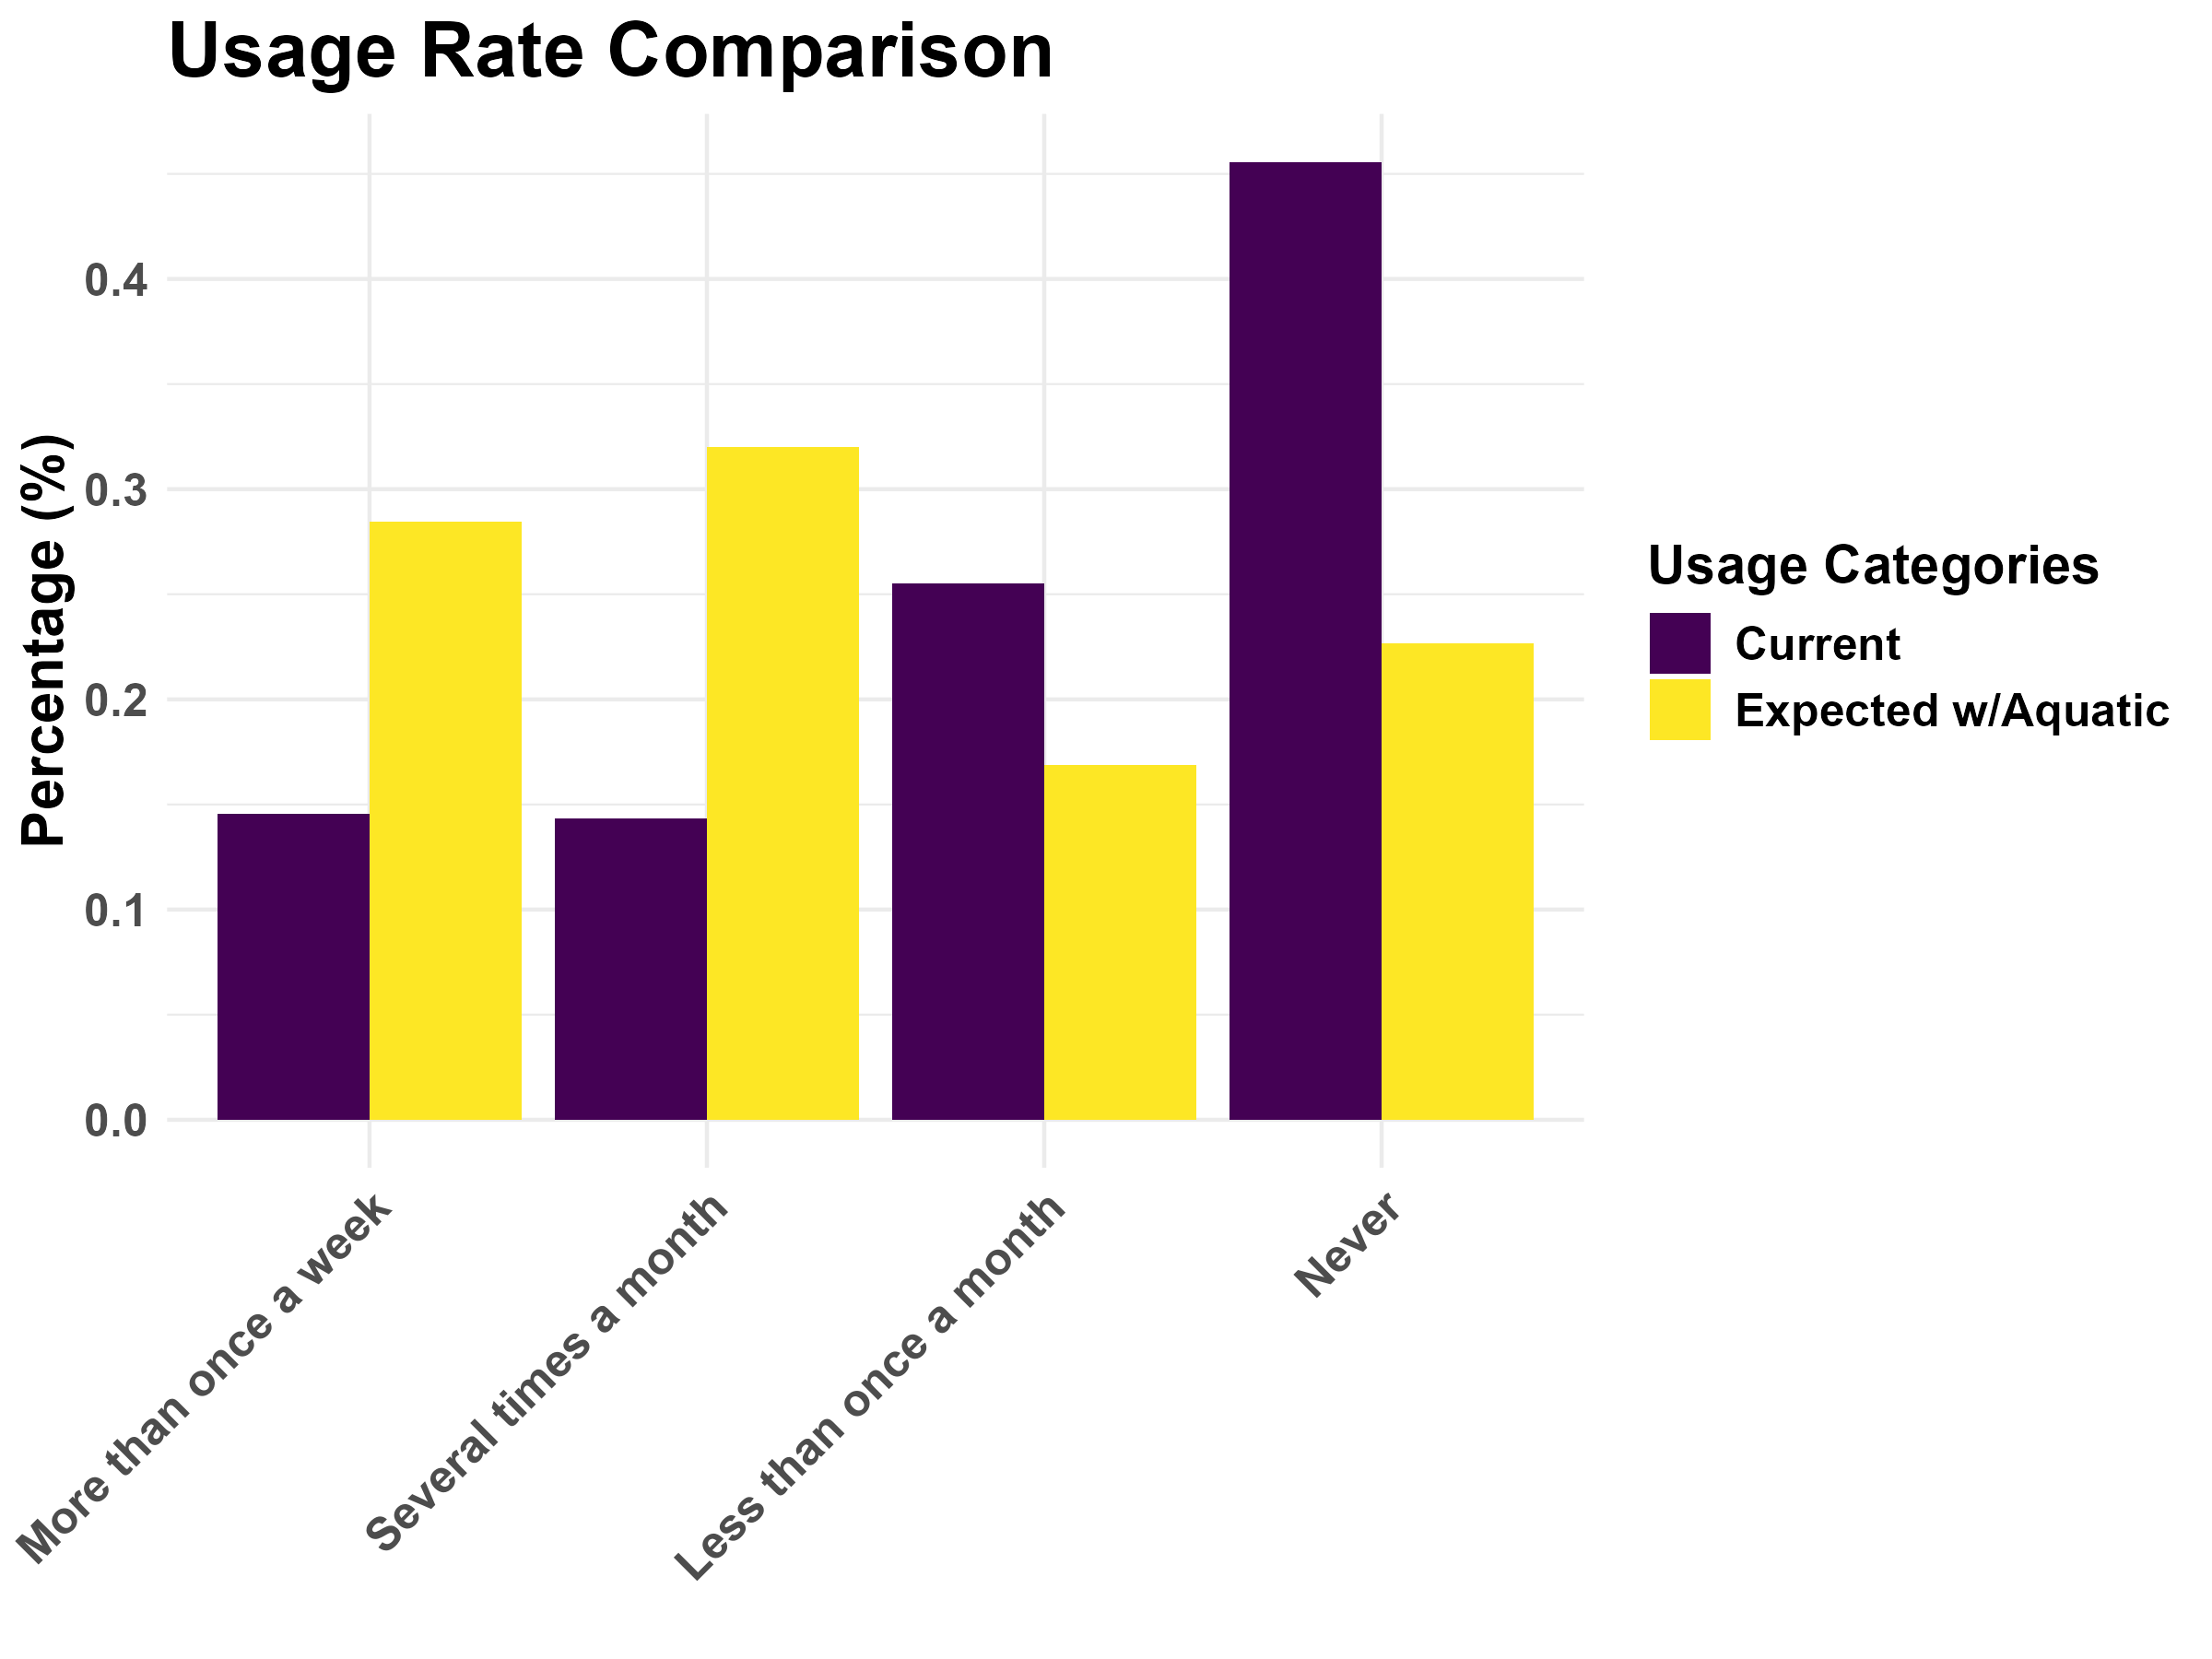 Usage Rate Comparison
Percentage (%)
0.4
0.3
0.2
0.1
0.0
More than once a week
Several times a month
Less than once a month
Never
Usage Categories
Current
Expected w/Aquatic